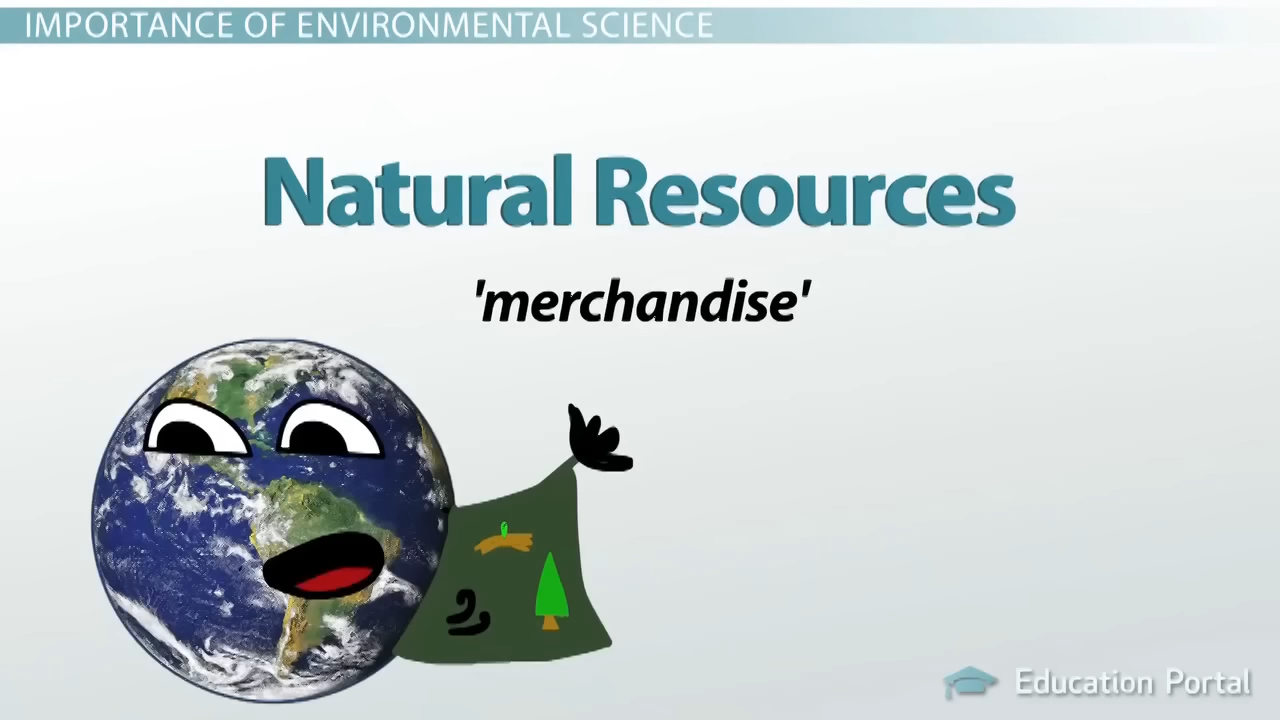 IMPORTANCE OF ENVIRONMENTAL SCIENCE
Natural Resources
'merchandise'
Education Portal